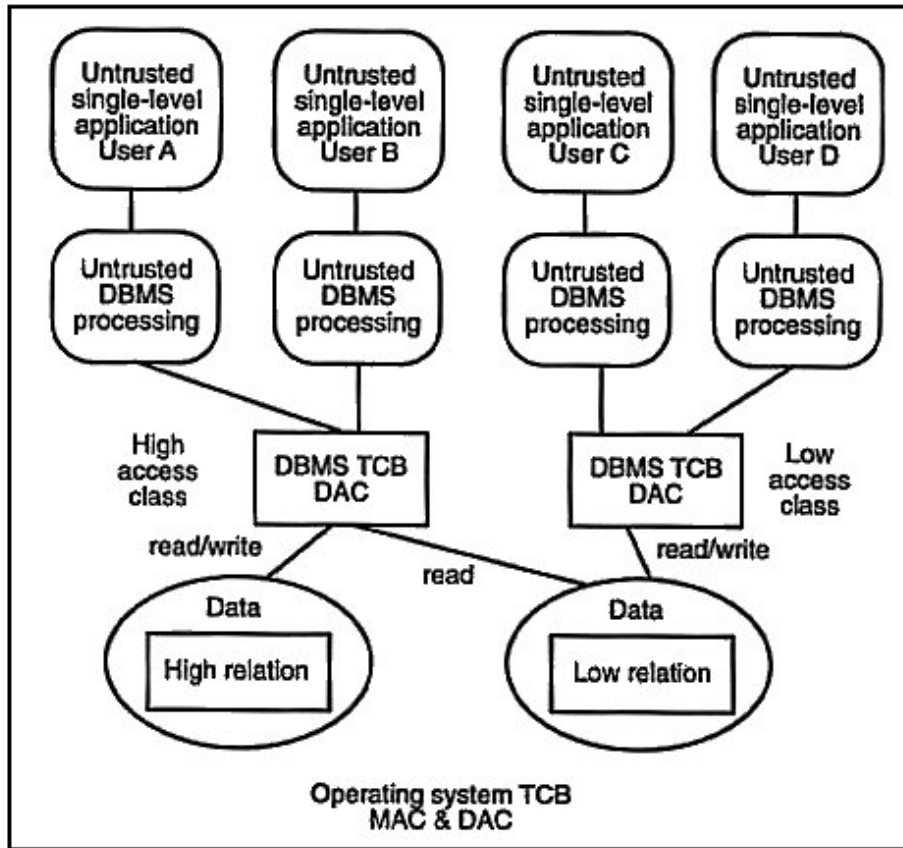 Untrusted
single-level
application
User A
Untrusted
single-level
application
User B
Untrusted
single-level
application
User C
Untrusted
single-level
application
User D
Untrusted
DBMS
processing
Untrusted
DBMS
processing
Untrusted
DBMS
processing
Untrusted
DBMS
processing
High
access
class
DBMS TCB
DAC
DBMS TCB
DAC
Low
access
class
read/write
read
read/write
Data
High relation
Data
Low relation
Operating system TCB
MAC & DAC